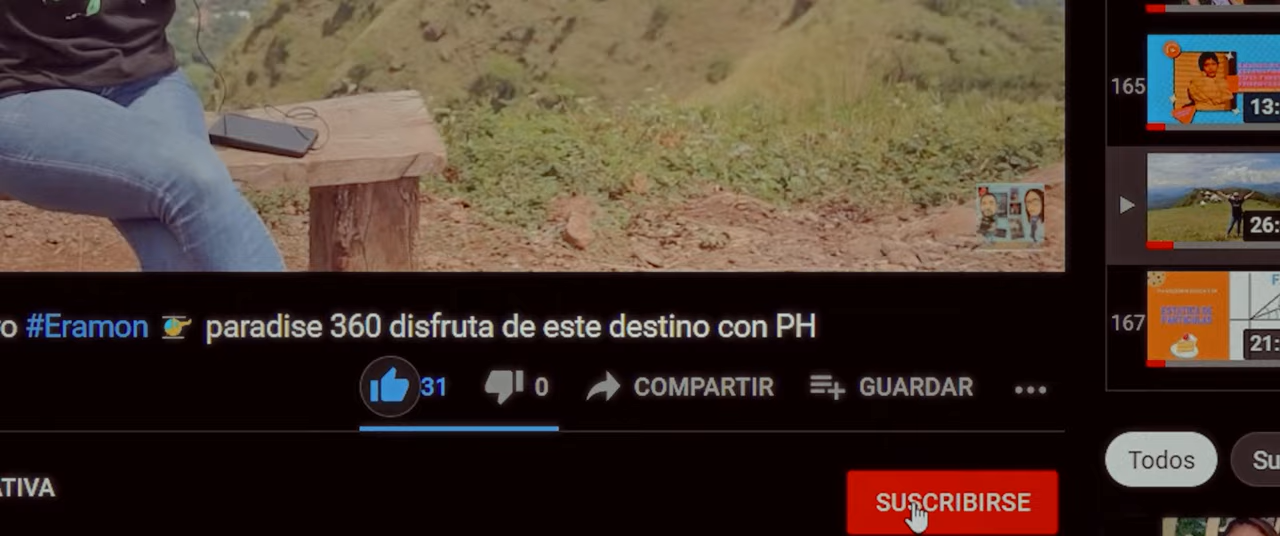 165
13:
26:
ro #Eramon paradise 360 disfruta de este destino con PH
167
21:
31 0 COMPARTIR GUARDAR
Todos
Su
ATIVA
SUSCRIBIRSE